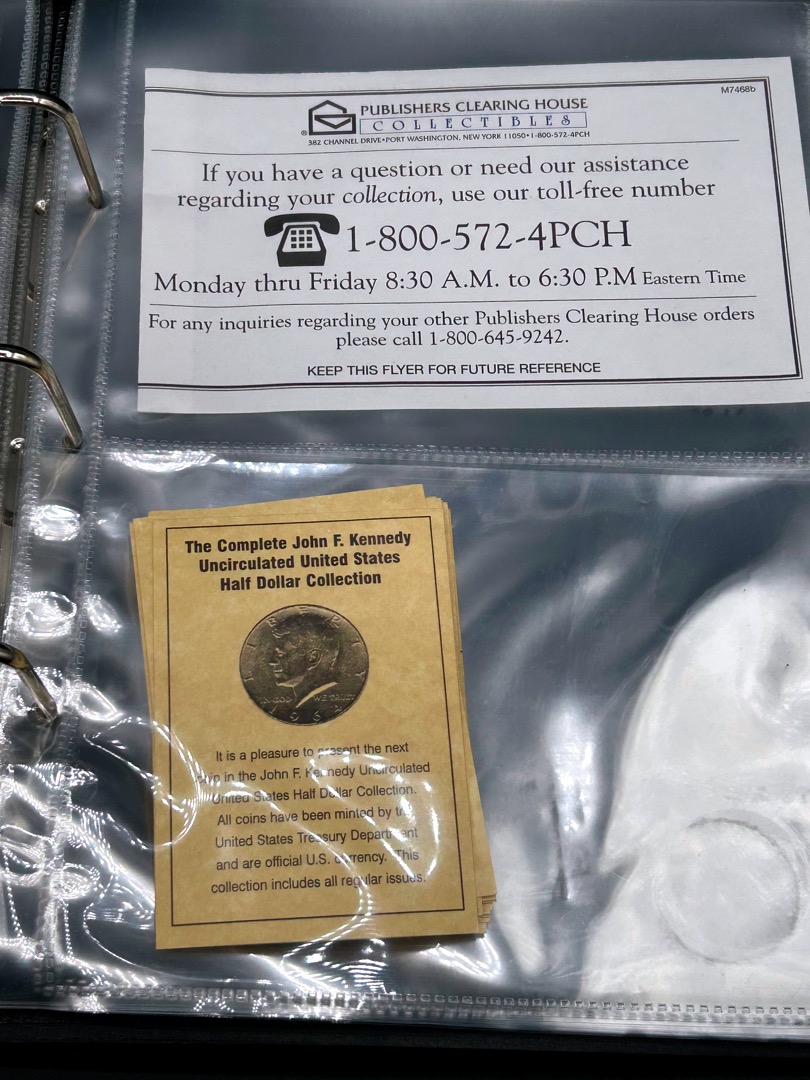 M7468b
PUBLISHERS CLEARING HOUSE
COLLECTIBLES
382 CHANNEL DRIVE•PORT WASHINGTON, NEW YORK 11050•1-800-572-4PCH
If you have a question or need our assistance
regarding your collection, use our toll-free number
1-800-572-4PCH
Monday thru Friday 8:30 A.M. to 6:30 P.M Eastern Time
For any inquiries regarding your other Publishers Clearing House orders
please call 1-800-645-9242.
KEEP THIS FLYER FOR FUTURE REFERENCE
The Complete John F. Kennedy
Uncirculated United States
Half Dollar Collection
LIBERTY
IN GOD WE TRUST
1964
It is a pleasure to present the next
in the John F. Kennedy Uncirculated
United States Half Dollar Collection.
All coins have been minted by the
United States Treasury Department
and are official U.S. currency. This
collection includes all regular issues.